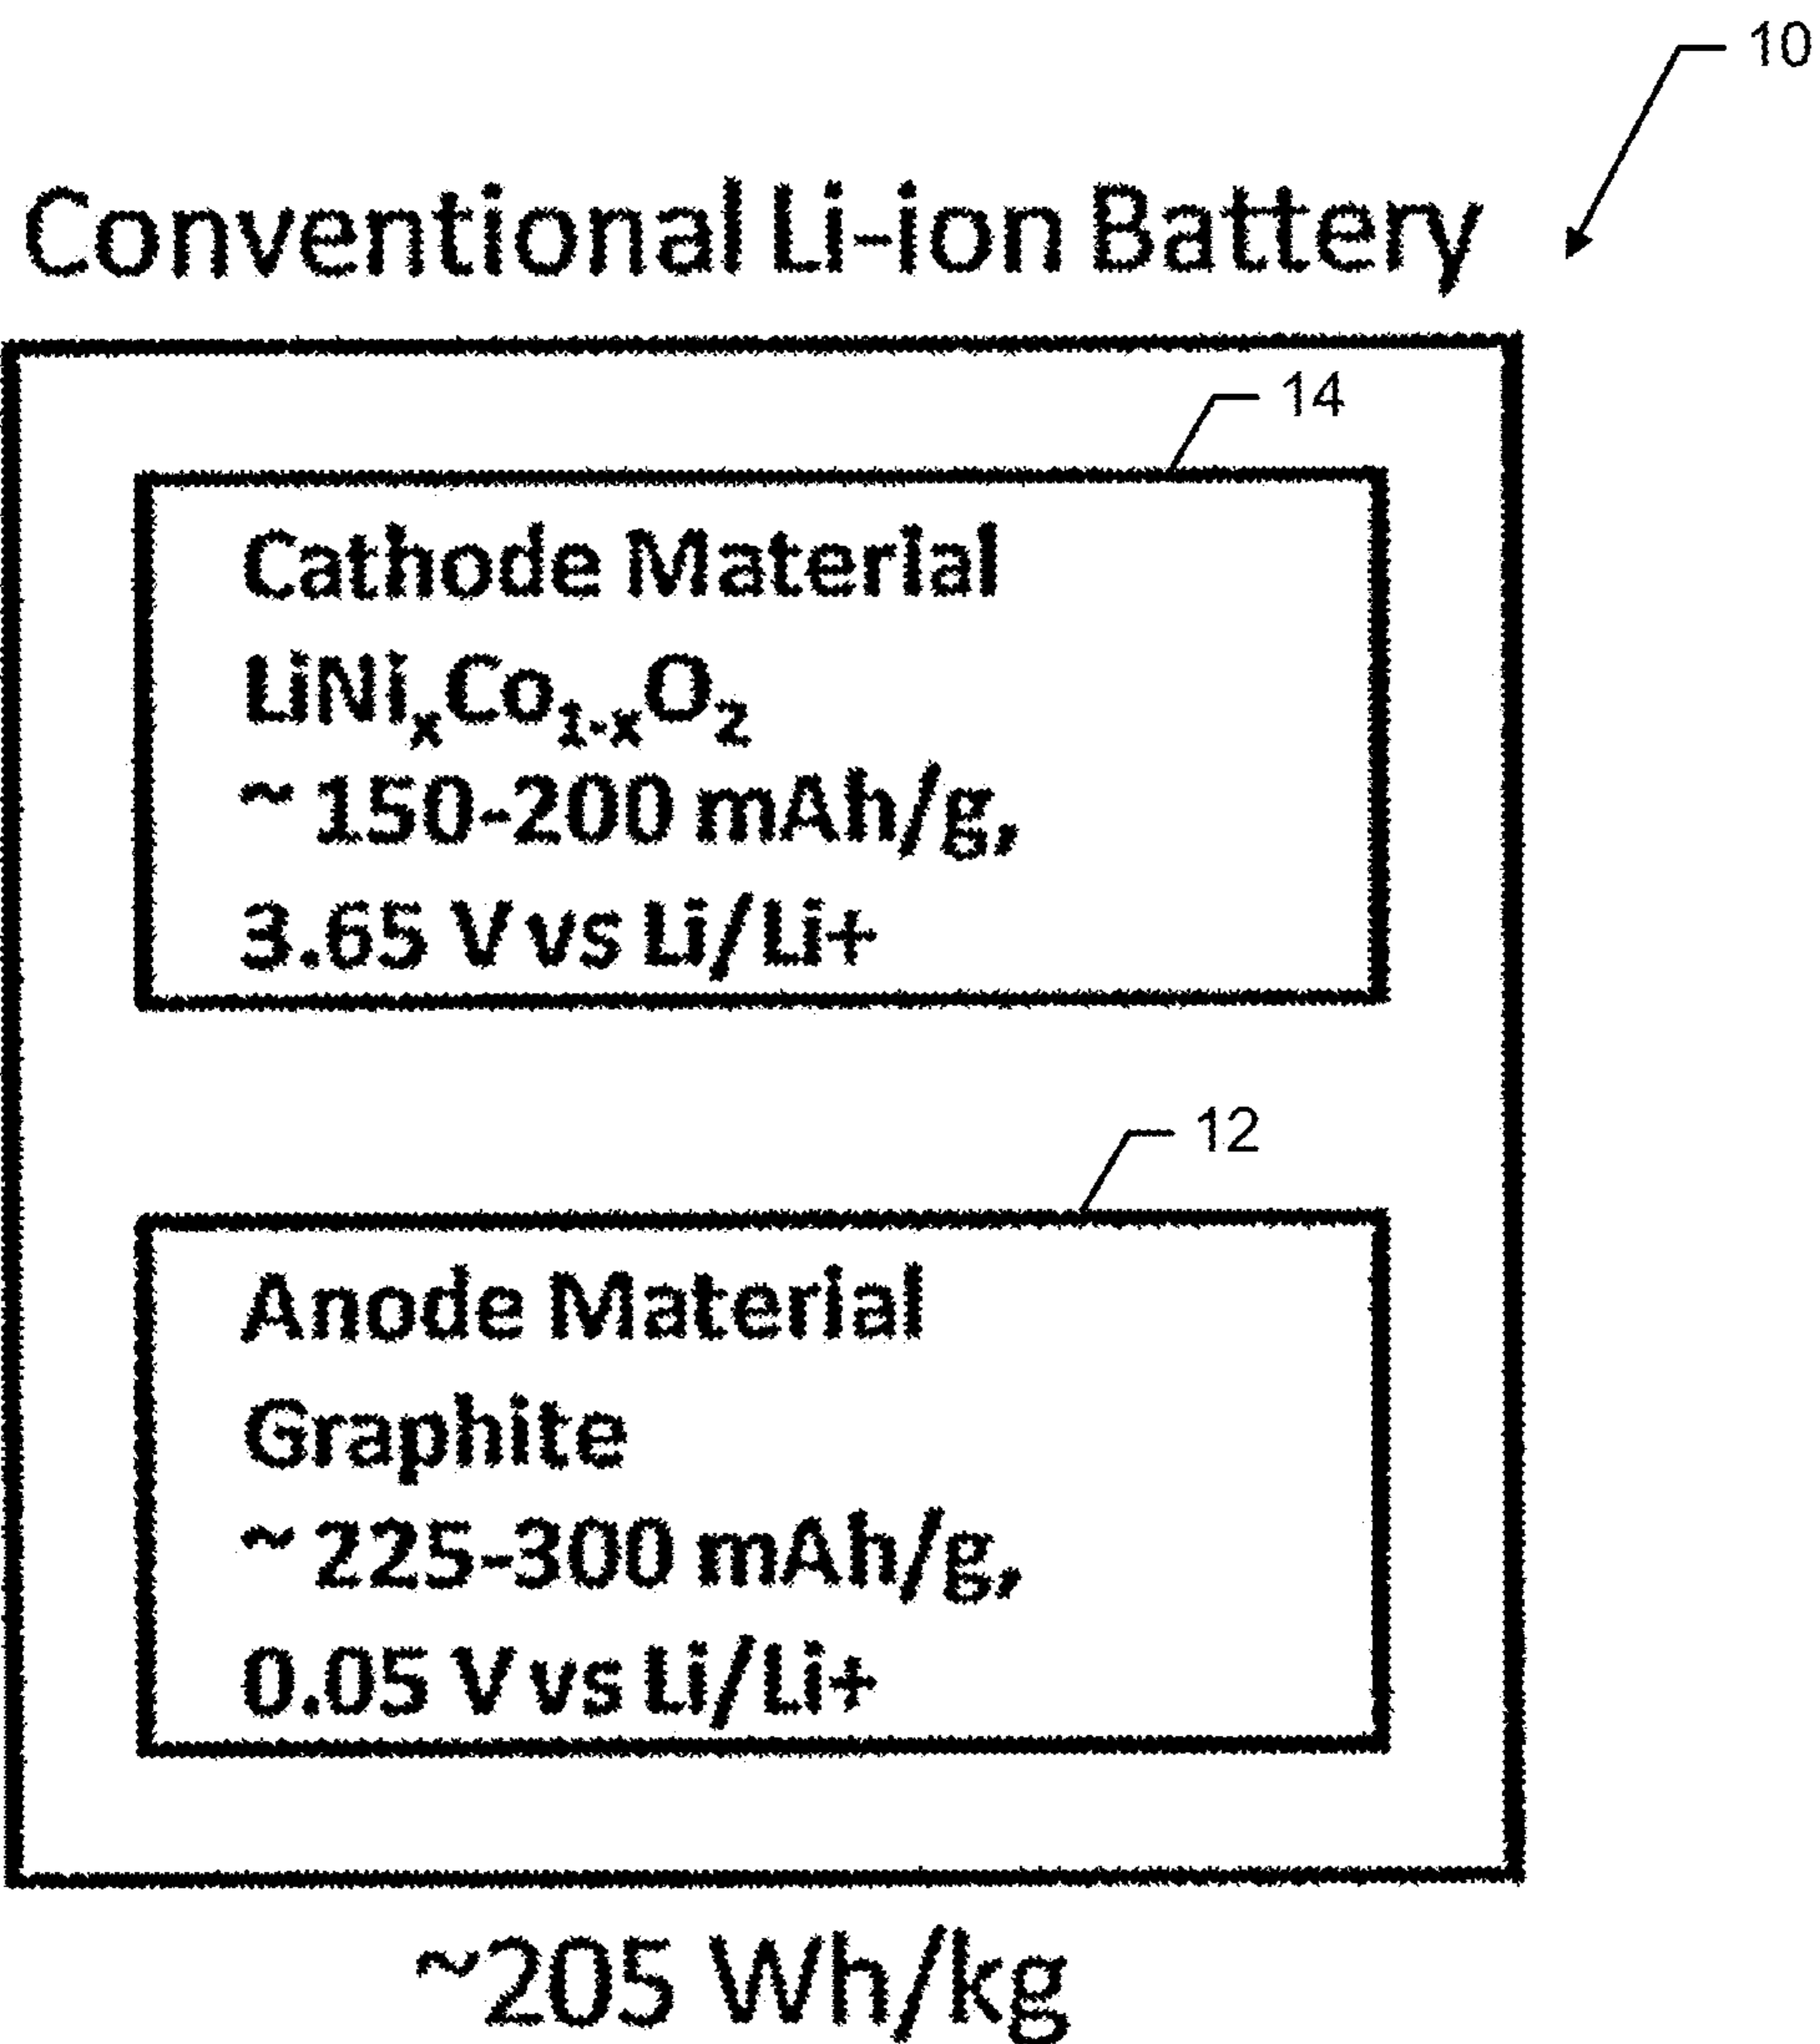 10
Conventional Li-ion Battery
14
Cathode Material
LiNiₓCo₁₋ₓO₂
~ 150-200 mAh/g,
3.65 V vs Li/Li+
12
Anode Material
Graphite
~ 225-300 mAh/g,
0.05 V vs Li/Li+
~205 Wh/kg